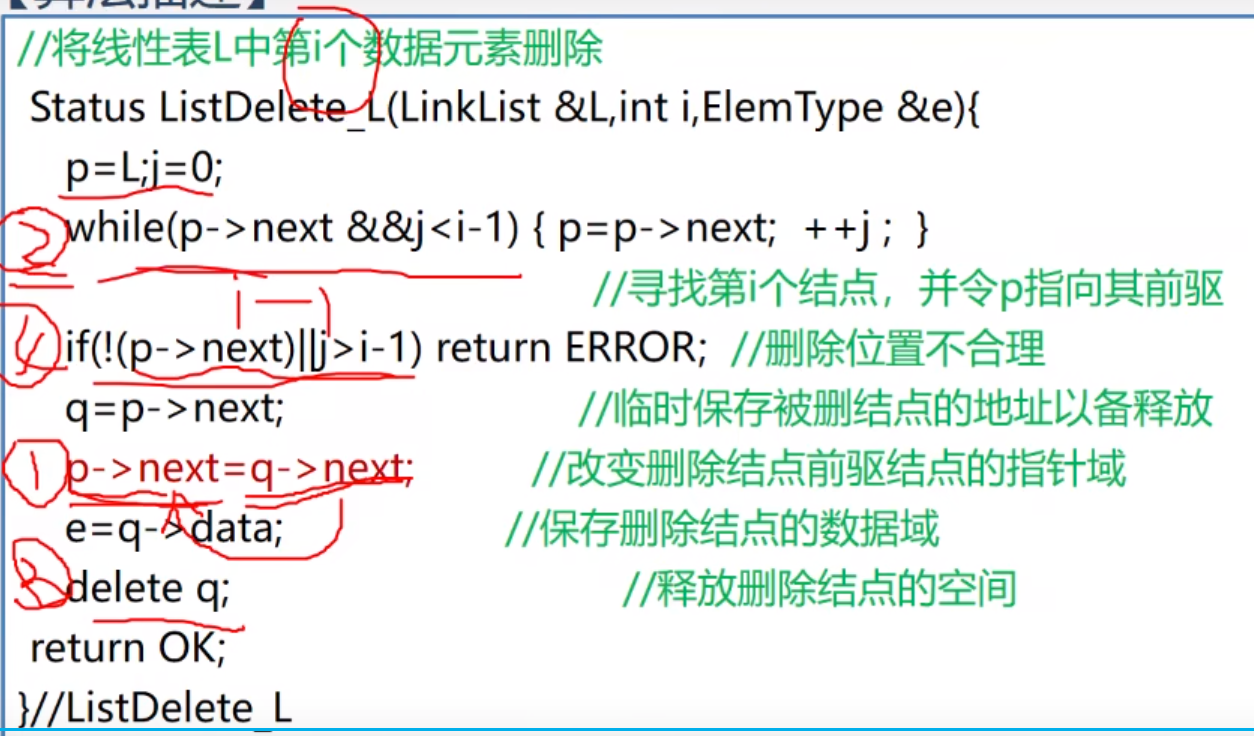 【算法描述】
//将线性表L中第i个数据元素删除
Status ListDelete_L(LinkList &L,int i,ElemType &e){
p=L;j=0;
② while(p->next &&j<i-1) { p=p->next; ++j ; }
//寻找第i个结点，并令p指向其前驱
④ if(!(p->next)||j>i-1) return ERROR; //删除位置不合理
q=p->next; //临时保存被删结点的地址以备释放
① p->next=q->next; //改变删除结点前驱结点的指针域
e=q->data; //保存删除结点的数据域
③ delete q; //释放删除结点的空间
return OK;
}//ListDelete_L